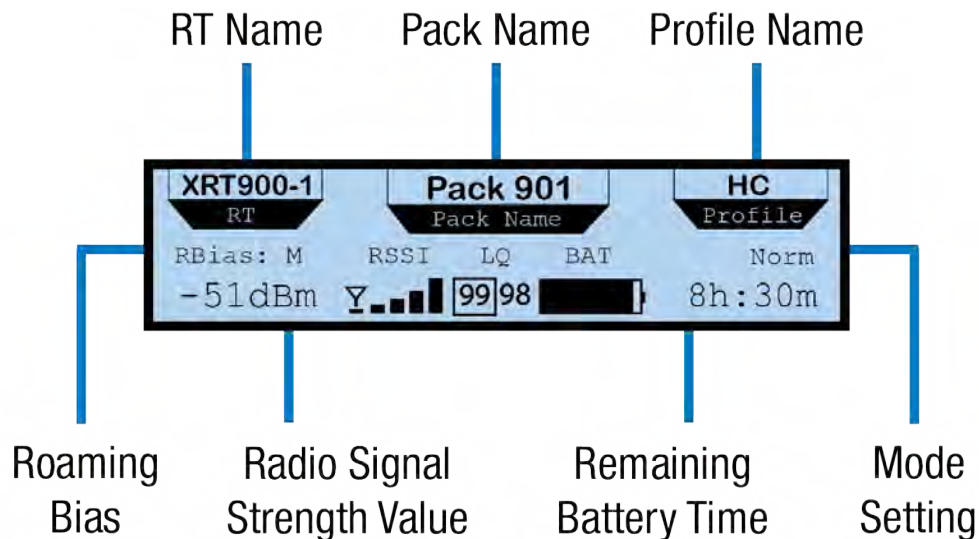 RT Name Pack Name Profile Name
XRT900-1 Pack 901 HC
RT Pack Name Profile
RBias: M RSSI LQ BAT Norm
-51dBm 99 98 8h:30m
Roaming Radio Signal Remaining Mode
Bias Strength Value Battery Time Setting